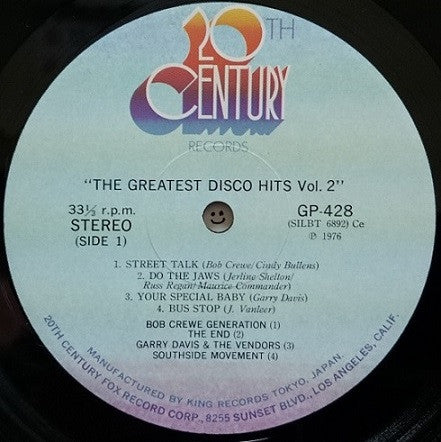 20TH
CENTURY
RECORDS
"THE GREATEST DISCO HITS Vol. 2"
33⅓ r.p.m.
STEREO
(SIDE 1)
GP-428
(SILBT 6892) Ce
℗ 1976
1. STREET TALK (Bob Crewe/Cindy Bullens)
2. DO THE JAWS (Jerline Shelton/
Russ Regan/Maurice Commander)
3. YOUR SPECIAL BABY (Garry Davis)
4. BUS STOP (J. Vanleer)
BOB CREWE GENERATION (1)
THE END (2)
GARRY DAVIS & THE VENDORS (3)
SOUTHSIDE MOVEMENT (4)
MANUFACTURED BY KING RECORDS TOKYO, JAPAN.
20TH CENTURY FOX RECORD CORP., 8255 SUNSET BLVD., LOS ANGELES, CALIF.